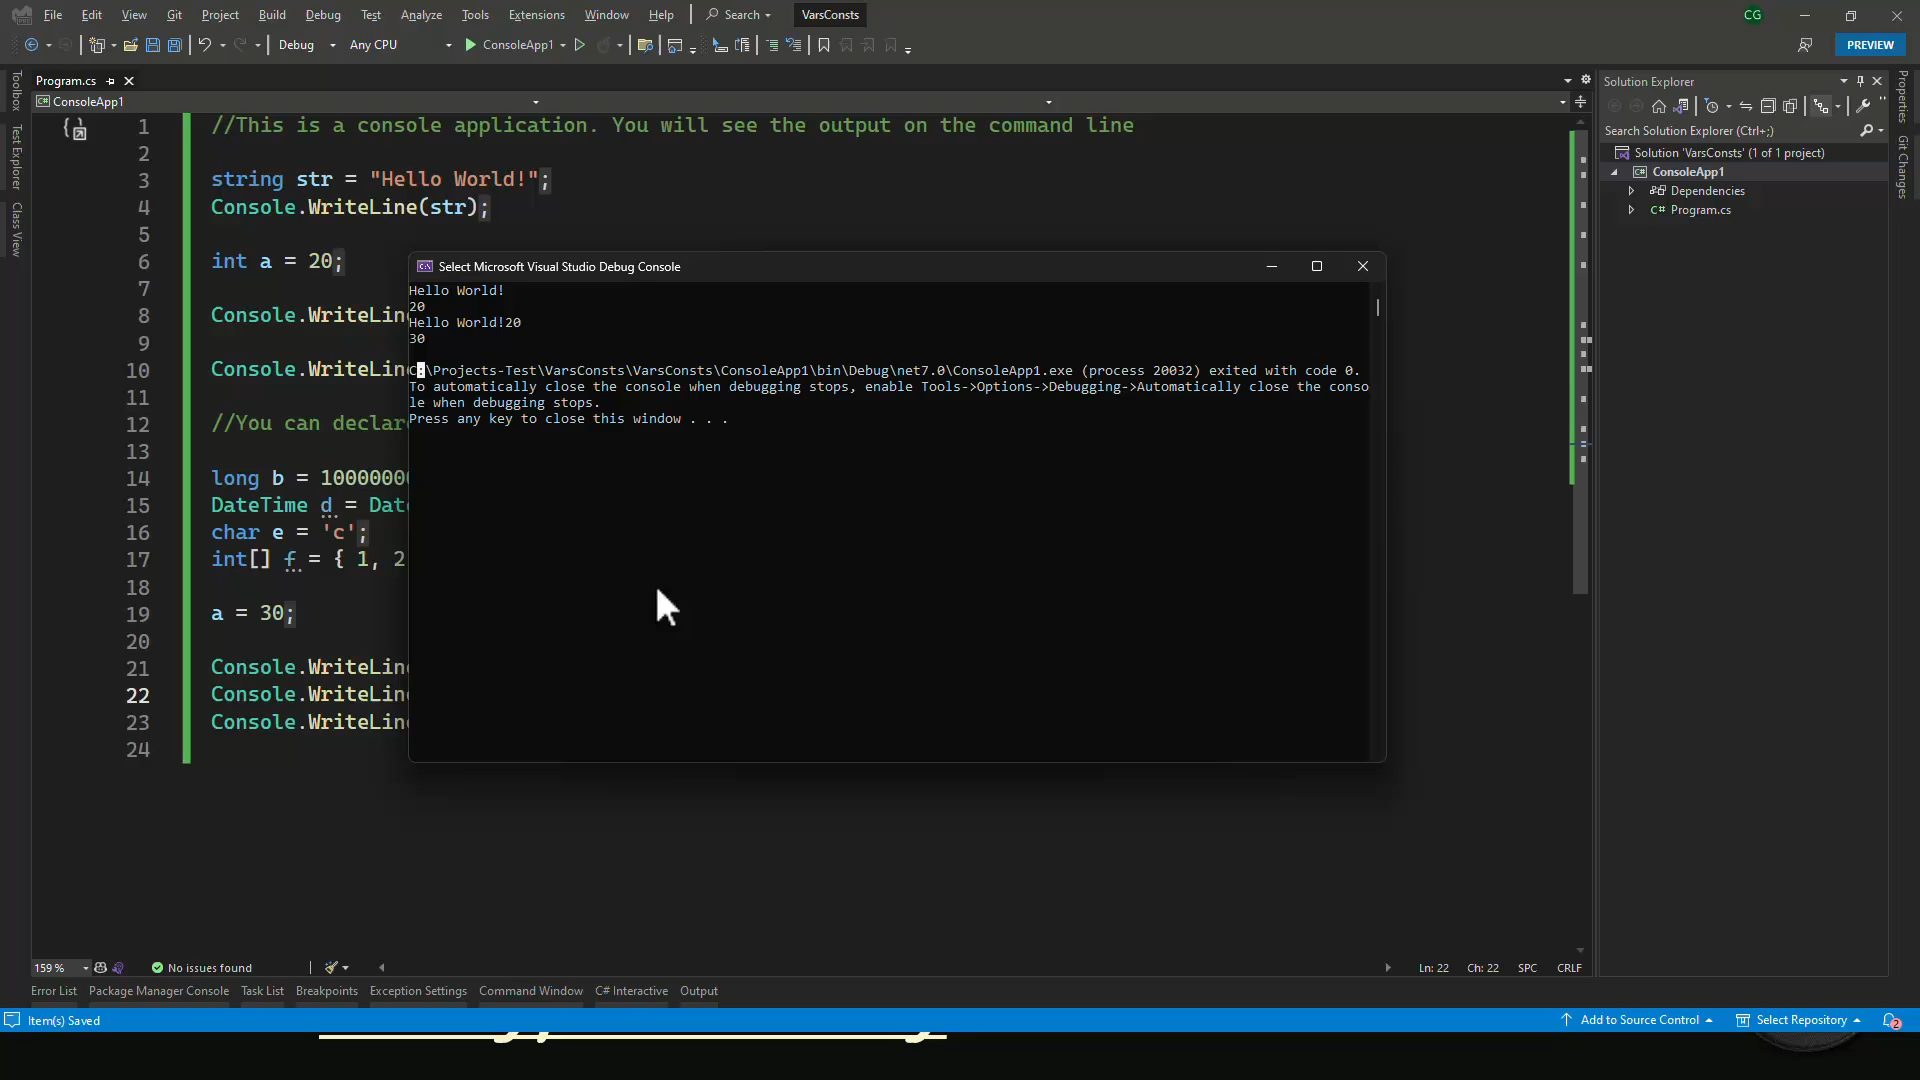 File Edit View Git Project Build Debug Test Analyze Tools Extensions Window Help Search VarsConsts CG
Debug Any CPU ConsoleApp1 PREVIEW
Program.cs
ConsoleApp1
Toolbox
Test Explorer
Class View
1 //This is a console application. You will see the output on the command line
2
3 string str = "Hello World!";
4 Console.WriteLine(str);
5
6 int a = 20;
7
8 Console.WriteLin
9
10 Console.WriteLin
11
12 //You can declar
13
14 long b = 10000000
15 DateTime d = Dat
16 char e = 'c';
17 int[] f = { 1, 2
18
19 a = 30;
20
21 Console.WriteLin
22 Console.WriteLin
23 Console.WriteLin
24
Select Microsoft Visual Studio Debug Console
Hello World!
20
Hello World!20
30
C:\Projects-Test\VarsConsts\VarsConsts\ConsoleApp1\bin\Debug\net7.0\ConsoleApp1.exe (process 20032) exited with code 0.
To automatically close the console when debugging stops, enable Tools->Options->Debugging->Automatically close the conso
le when debugging stops.
Press any key to close this window . . .
Solution Explorer
Search Solution Explorer (Ctrl+;)
Solution 'VarsConsts' (1 of 1 project)
ConsoleApp1
Dependencies
C# Program.cs
Properties
Git Changes
159 % No issues found Ln: 22 Ch: 22 SPC CRLF
Error List Package Manager Console Task List Breakpoints Exception Settings Command Window C# Interactive Output
Item(s) Saved Add to Source Control Select Repository 2